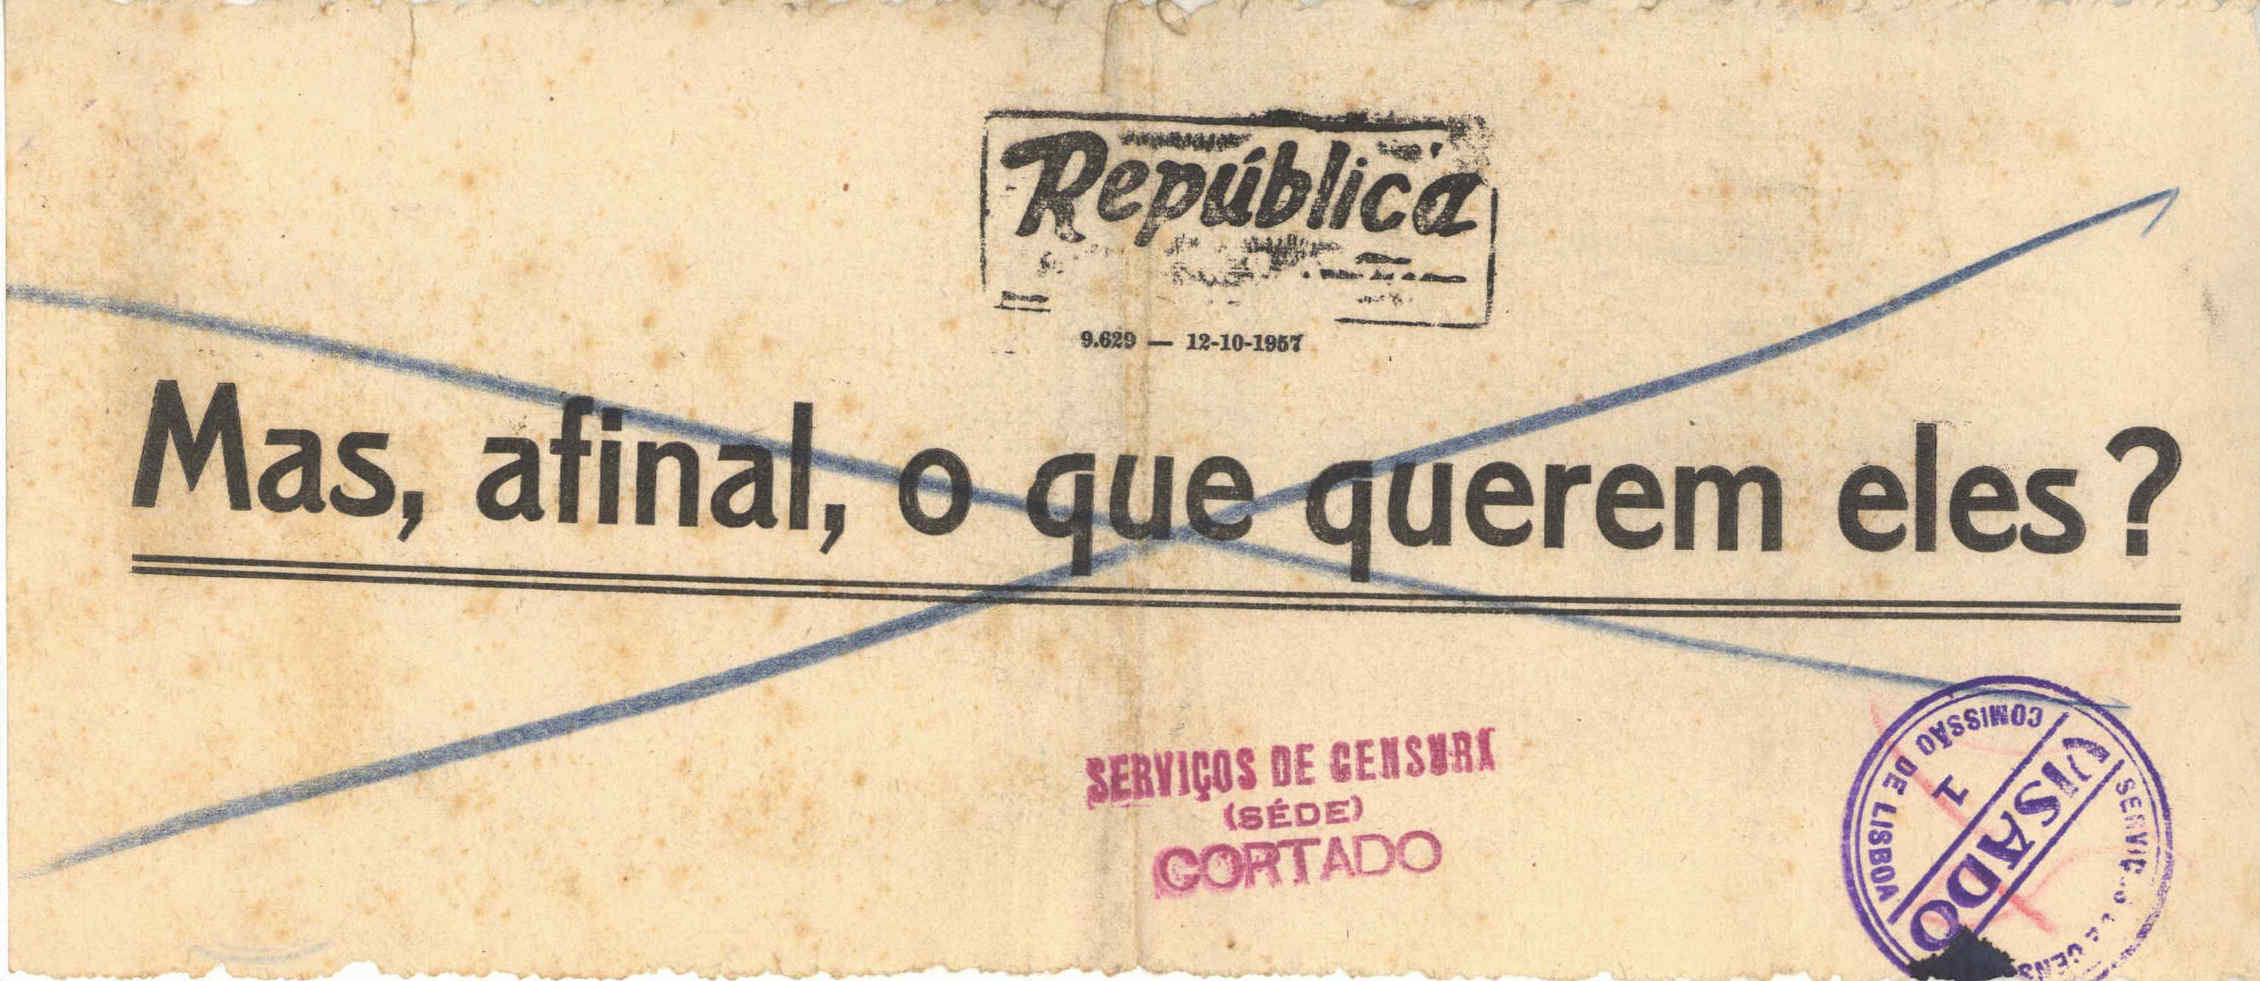 República
9.629 — 12-10-1957
Mas, afinal, o que querem eles?
SERVIÇOS DE CENSURA
(SÉDE)
CORTADO
COMISSÃO DE LISBOA
1
VISADO